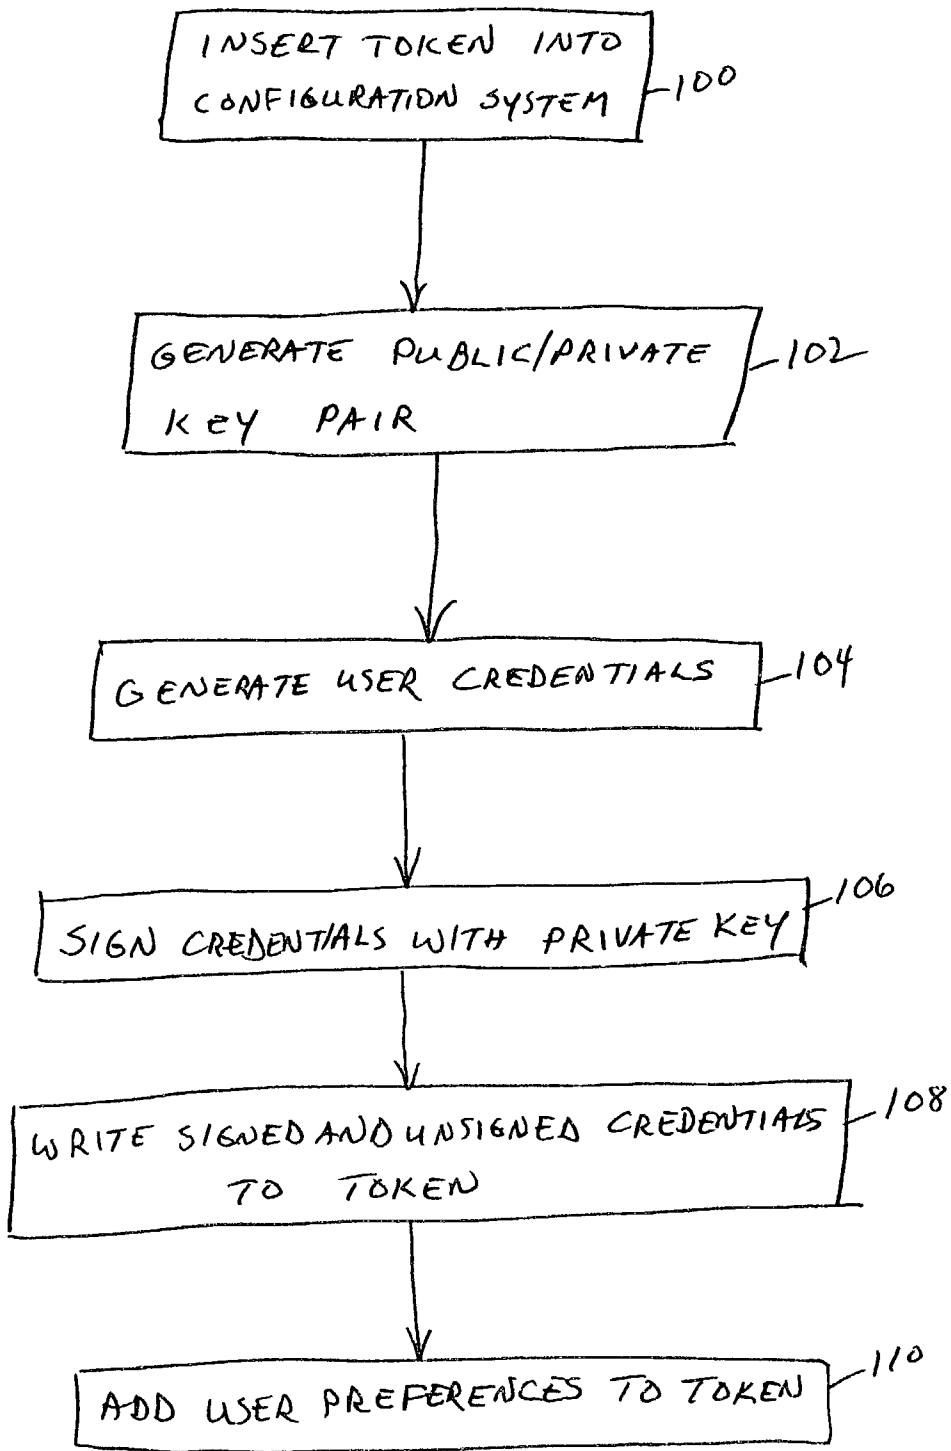 INSERT TOKEN INTO
CONFIGURATION SYSTEM
100
GENERATE PUBLIC/PRIVATE
KEY PAIR
102
GENERATE USER CREDENTIALS
104
SIGN CREDENTIALS WITH PRIVATE KEY
106
WRITE SIGNED AND UNSIGNED CREDENTIALS
TO TOKEN
108
ADD USER PREFERENCES TO TOKEN
110